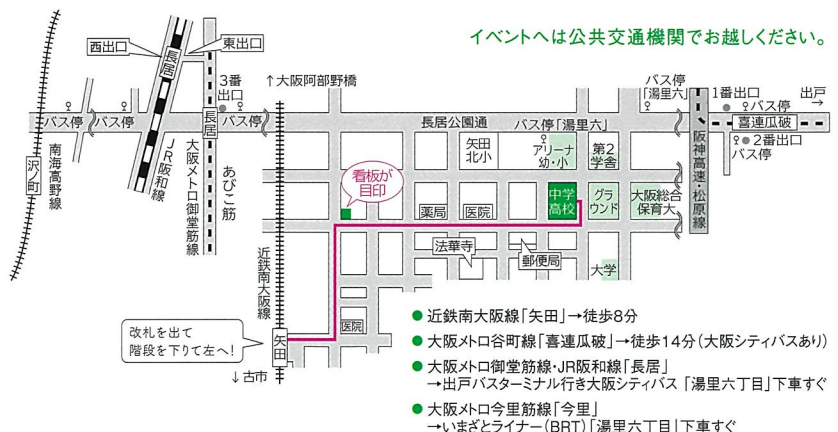 イベントへは公共交通機関でお越しください。
西出口
東出口
長居
3番
出口
↑大阪阿部野橋
バス停
「湯里六」
1番出口
出戸
→
バス停
バス停
バス停
長居
バス停
長居公園通
バス停「湯里六」
喜連瓜破
2番出口
バス停
沢ノ町
南海高野線
JR阪和線
大阪メトロ御堂筋線
あびこ筋
矢田
北小
アリーナ
幼・小
第2
学舎
阪神高速・松原線
看板が
目印
薬局
医院
中学
高校
グラ
ウンド
大阪総合
保育大
近鉄南大阪線
法華寺
郵便局
大学
医院
改札を出て
階段を下りて左へ!
矢田
↓古市
● 近鉄南大阪線「矢田」→徒歩8分
● 大阪メトロ谷町線「喜連瓜破」→徒歩14分(大阪シティバスあり)
● 大阪メトロ御堂筋線・JR阪和線「長居」
→出戸バスターミナル行き大阪シティバス 「湯里六丁目」下車すぐ
● 大阪メトロ今里筋線「今里」
→いまざとライナー(BRT)「湯里六丁目」下車すぐ